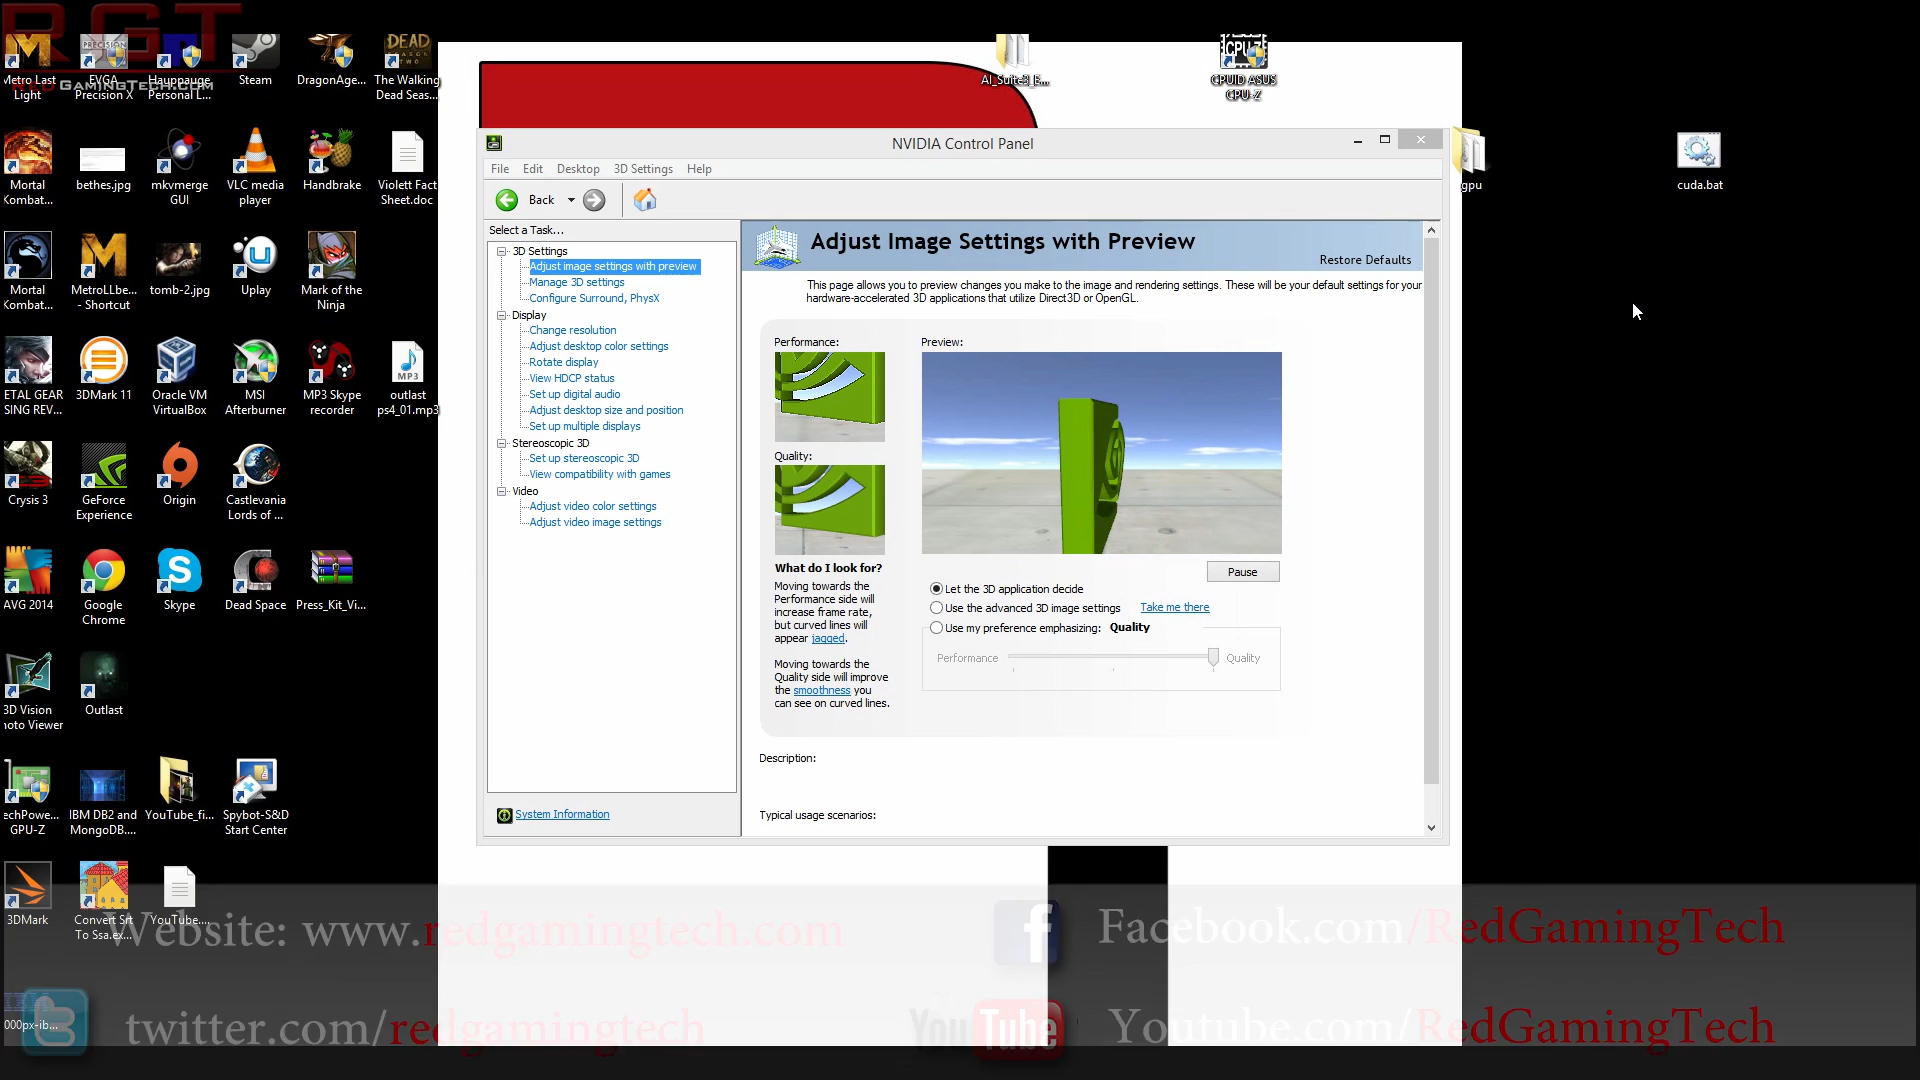 RGT
REDGAMINGTECH.COM
Metro Last Light
EVGA Precision X
Hauppauge Personal L...
Steam
DragonAge...
The Walking Dead Seas...
AI_Suite3_E...
CPUID ASUS CPU-Z
Mortal Kombat...
bethes.jpg
mkvmerge GUI
VLC media player
Handbrake
Violett Fact Sheet.doc
gpu
cuda.bat
Mortal Kombat...
MetroLLbe... - Shortcut
tomb-2.jpg
Uplay
Mark of the Ninja
ETAL GEAR SING REV...
3DMark 11
Oracle VM VirtualBox
MSI Afterburner
MP3 Skype recorder
outlast ps4_01.mp3
Crysis 3
GeForce Experience
Origin
Castlevania Lords of ...
AVG 2014
Google Chrome
Skype
Dead Space
Press_Kit_Vi...
3D Vision hoto Viewer
Outlast
echPowe... GPU-Z
IBM DB2 and MongoDB....
YouTube_fi...
Spybot-S&D Start Center
3DMark
Convert Srt To Ssa.ex...
YouTube....
000px-ib...
NVIDIA Control Panel
File Edit Desktop 3D Settings Help
Back
Select a Task...
3D Settings
Adjust image settings with preview
Manage 3D settings
Configure Surround, PhysX
Display
Change resolution
Adjust desktop color settings
Rotate display
View HDCP status
Set up digital audio
Adjust desktop size and position
Set up multiple displays
Stereoscopic 3D
Set up stereoscopic 3D
View compatibility with games
Video
Adjust video color settings
Adjust video image settings
System Information
Adjust Image Settings with Preview
Restore Defaults
This page allows you to preview changes you make to the image and rendering settings. These will be your default settings for your
hardware-accelerated 3D applications that utilize Direct3D or OpenGL.
Performance:
Preview:
Quality:
What do I look for?
Moving towards the
Performance side will
increase frame rate,
but curved lines will
appear jagged.
Moving towards the
Quality side will improve
the smoothness you
can see on curved lines.
Pause
Let the 3D application decide
Use the advanced 3D image settings Take me there
Use my preference emphasizing: Quality
Performance Quality
Description:
Typical usage scenarios:
Website: www.redgamingtech.com
Facebook.com/RedGamingTech
twitter.com/redgamingtech
YouTube
Youtube.com/RedGamingTech